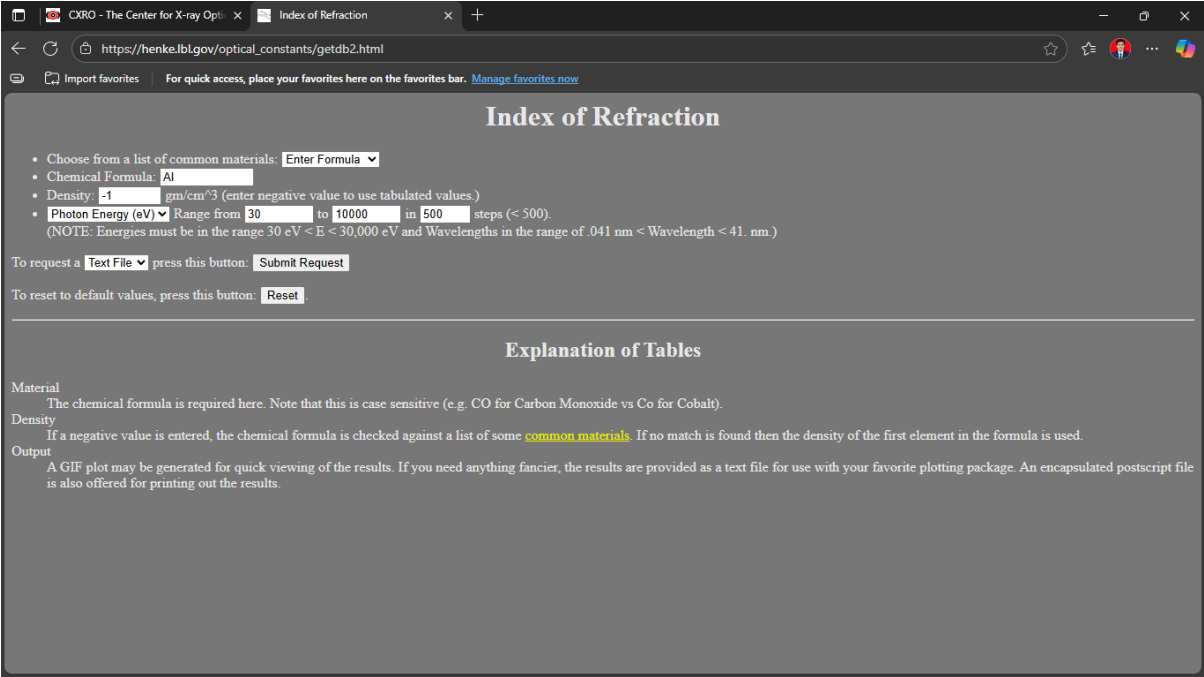 CXRO - The Center for X-ray Opti
Index of Refraction
https://henke.lbl.gov/optical_constants/getdb2.html
Import favorites
For quick access, place your favorites here on the favorites bar. Manage favorites now
Index of Refraction
Choose from a list of common materials: Enter Formula
Chemical Formula: Al
Density: -1 gm/cm^3 (enter negative value to use tabulated values.)
Photon Energy (eV) Range from 30 to 10000 in 500 steps (< 500).
(NOTE: Energies must be in the range 30 eV < E < 30,000 eV and Wavelengths in the range of .041 nm < Wavelength < 41. nm.)
To request a Text File press this button: Submit Request
To reset to default values, press this button: Reset .
Explanation of Tables
Material
The chemical formula is required here. Note that this is case sensitive (e.g. CO for Carbon Monoxide vs Co for Cobalt).
Density
If a negative value is entered, the chemical formula is checked against a list of some common materials. If no match is found then the density of the first element in the formula is used.
Output
A GIF plot may be generated for quick viewing of the results. If you need anything fancier, the results are provided as a text file for use with your favorite plotting package. An encapsulated postscript file
is also offered for printing out the results.